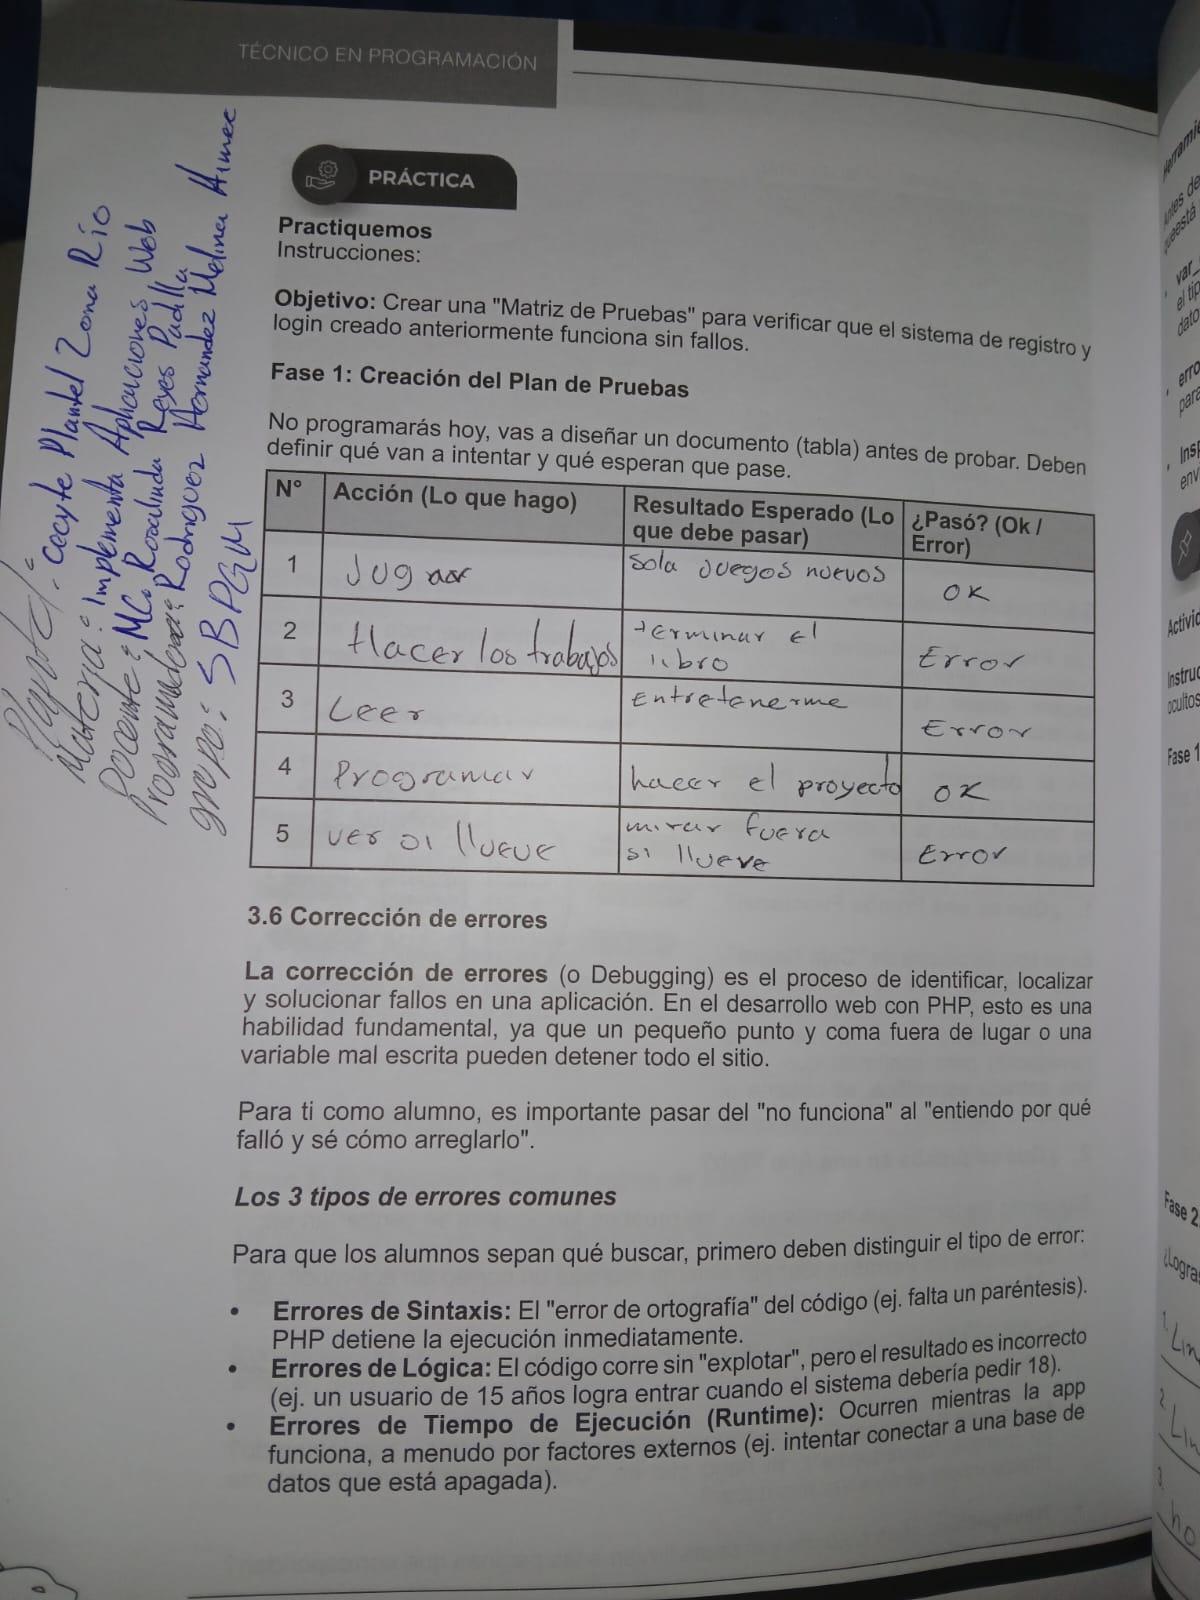 TÉCNICO EN PROGRAMACIÓN
Plantel: Cecyte Plantel Zona Río
Materia: Implementa Aplicaciones Web
Docente: MC. Rosalinda Reyes Padilla
Programadora: Rodriguez Hernandez Melina Aimee
grupo: 5BPGM
PRÁCTICA
Practiquemos
Instrucciones:
Objetivo: Crear una "Matriz de Pruebas" para verificar que el sistema de registro y
login creado anteriormente funciona sin fallos.
Fase 1: Creación del Plan de Pruebas
No programarás hoy, vas a diseñar un documento (tabla) antes de probar. Deben
definir qué van a intentar y qué esperan que pase.
N° Acción (Lo que hago) Resultado Esperado (Lo que debe pasar) ¿Pasó? (Ok / Error)
1 Jugar Sola Juegos nuevos OK
2 Hacer los trabajos terminar el libro Error
3 Leer Entretenerme Error
4 Programar hacer el proyecto OK
5 ver si llueve mirar fuera si llueve Error
3.6 Corrección de errores
La corrección de errores (o Debugging) es el proceso de identificar, localizar
y solucionar fallos en una aplicación. En el desarrollo web con PHP, esto es una
habilidad fundamental, ya que un pequeño punto y coma fuera de lugar o una
variable mal escrita pueden detener todo el sitio.
Para ti como alumno, es importante pasar del "no funciona" al "entiendo por qué
falló y sé cómo arreglarlo".
Los 3 tipos de errores comunes
Para que los alumnos sepan qué buscar, primero deben distinguir el tipo de error:
• Errores de Sintaxis: El "error de ortografía" del código (ej. falta un paréntesis).
PHP detiene la ejecución inmediatamente.
• Errores de Lógica: El código corre sin "explotar", pero el resultado es incorrecto
(ej. un usuario de 15 años logra entrar cuando el sistema debería pedir 18).
• Errores de Tiempo de Ejecución (Runtime): Ocurren mientras la app
funciona, a menudo por factores externos (ej. intentar conectar a una base de
datos que está apagada).
Fase 1
Fase 2
1.
2.
3.